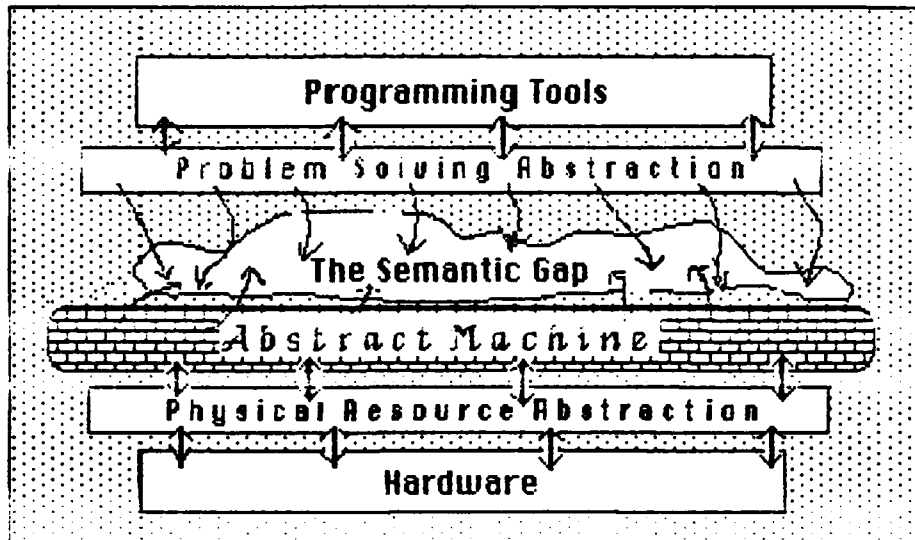 Programming Tools
Problem Solving Abstraction
The Semantic Gap
Abstract Machine
Physical Resource Abstraction
Hardware